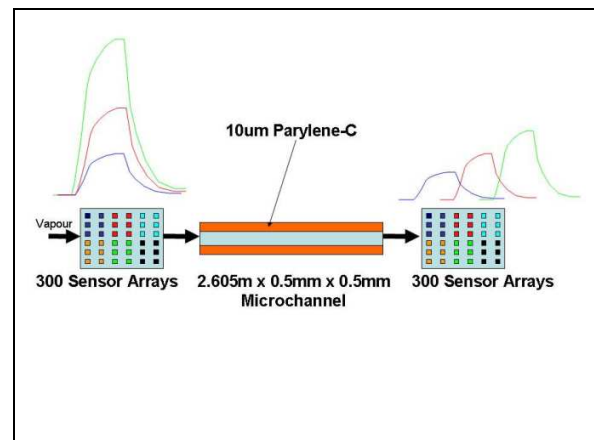 10um Parylene-C
Vapour
300 Sensor Arrays
2.605m x 0.5mm x 0.5mm
Microchannel
300 Sensor Arrays